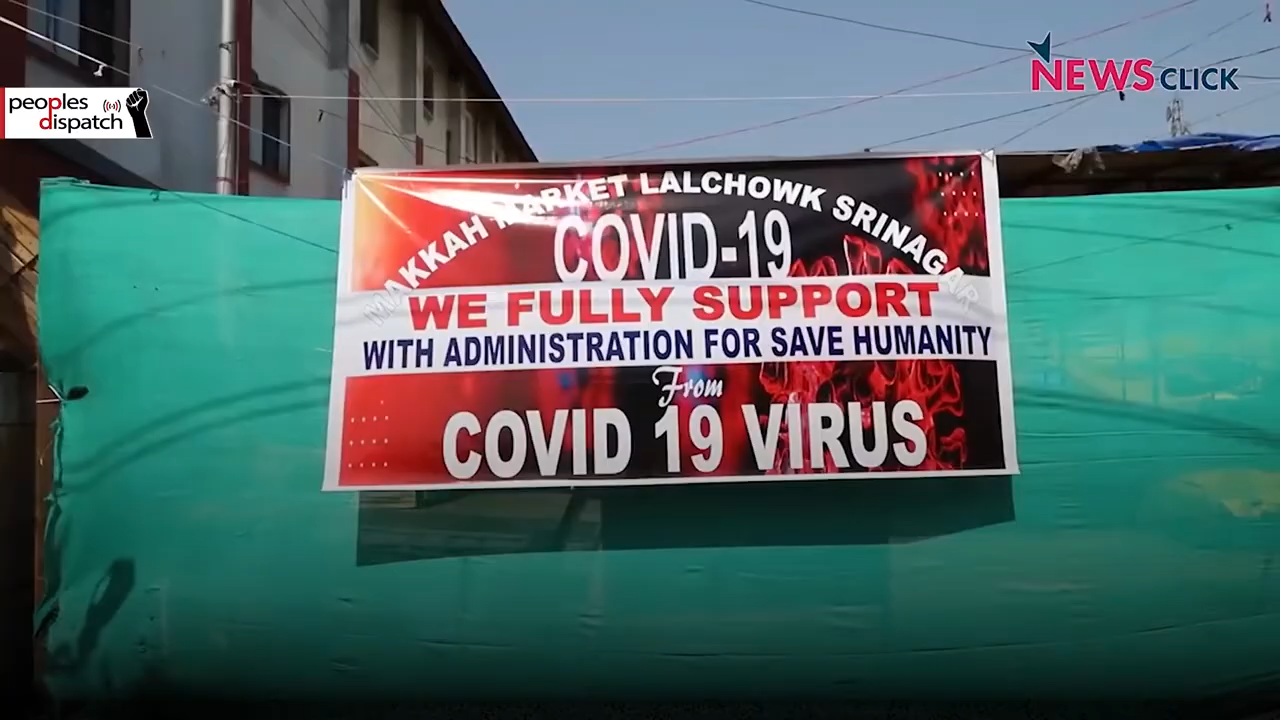 peoples
dispatch
NEWSCLICK
MAKKAH MARKET LALCHOWK SRINAGAR
COVID-19
WE FULLY SUPPORT
WITH ADMINISTRATION FOR SAVE HUMANITY
From
COVID 19 VIRUS